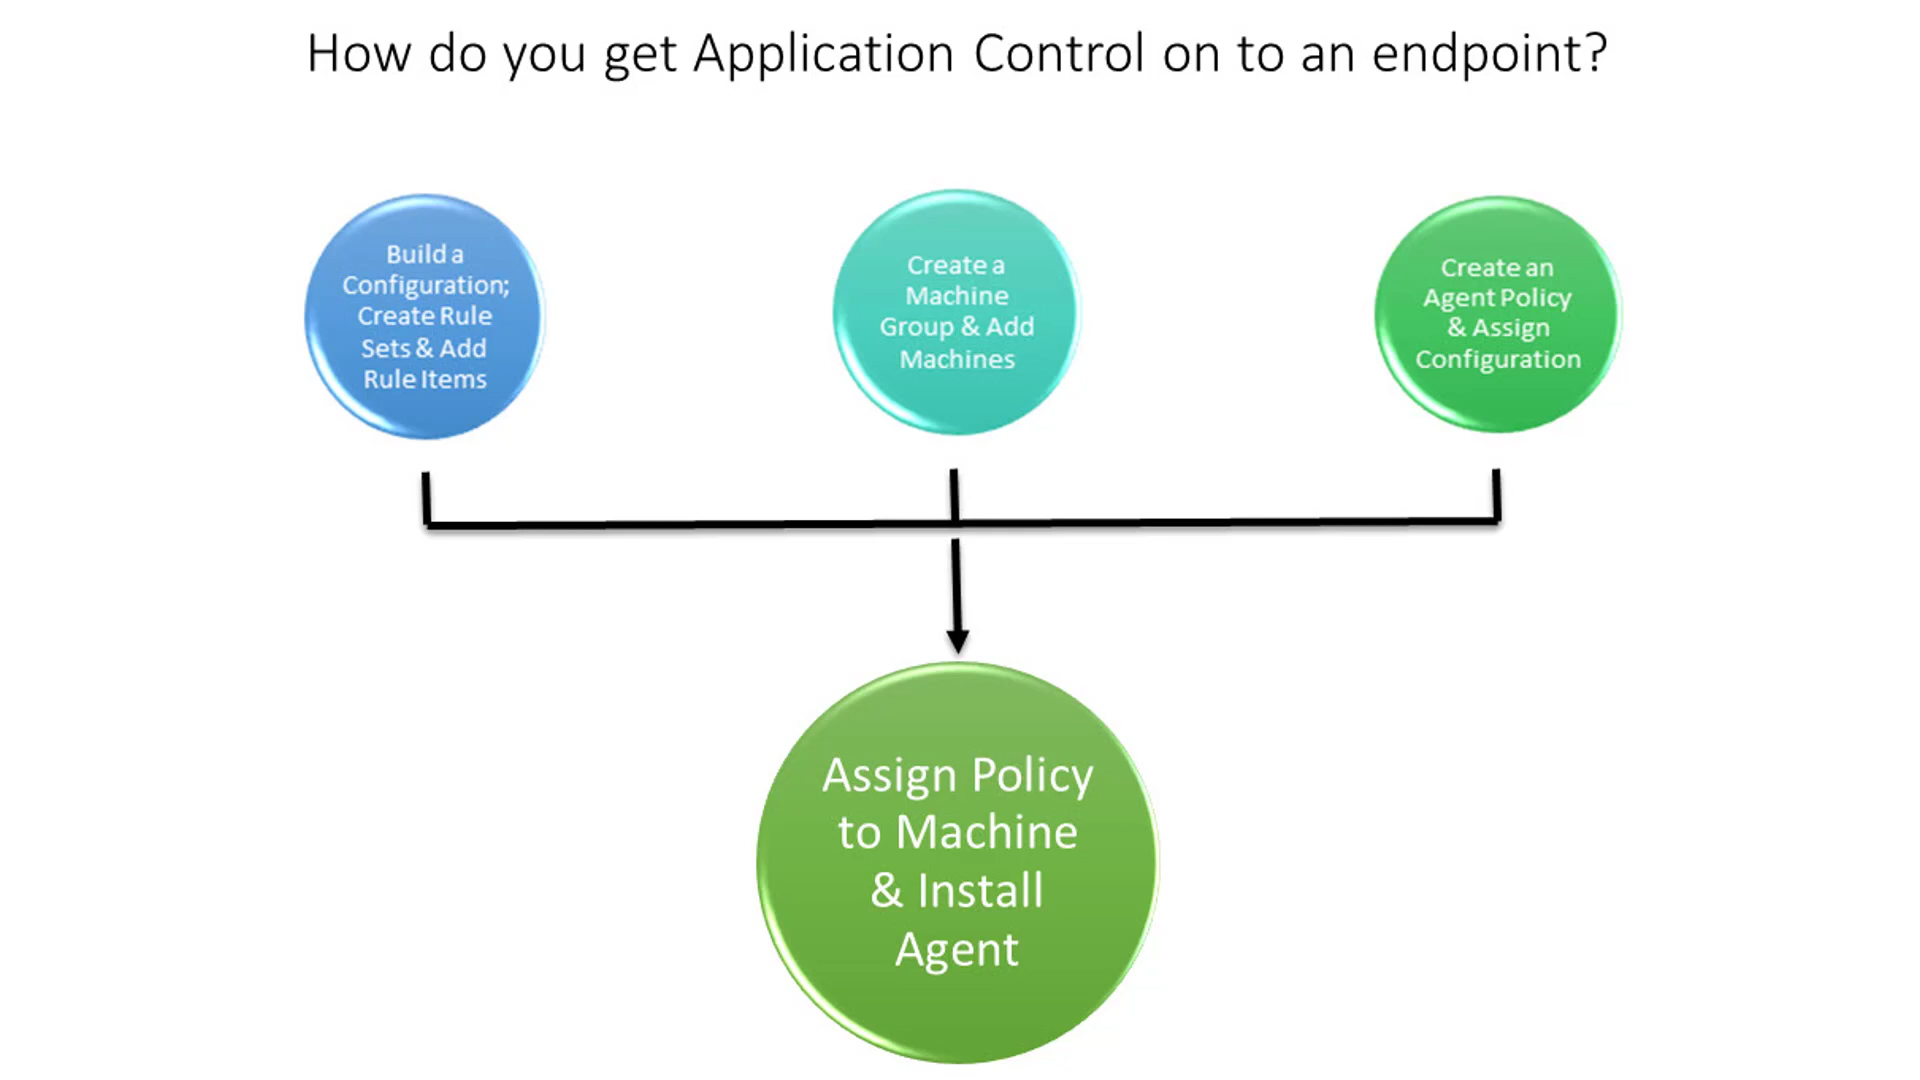 How do you get Application Control on to an endpoint?
Build a
Configuration;
Create Rule
Sets & Add
Rule Items
Create a
Machine
Group & Add
Machines
Create an
Agent Policy
& Assign
Configuration
Assign Policy
to Machine
& Install
Agent